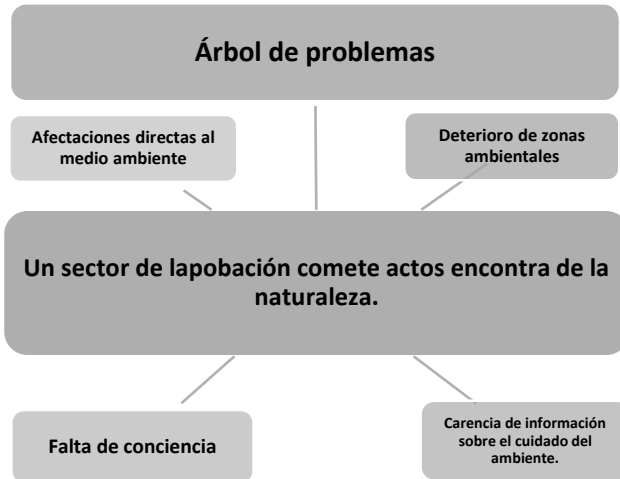 Árbol de problemas
Afectaciones directas al
medio ambiente
Deterioro de zonas
ambientales
Un sector de lapobación comete actos encontra de la
naturaleza.
Falta de conciencia
Carencia de información
sobre el cuidado del
ambiente.